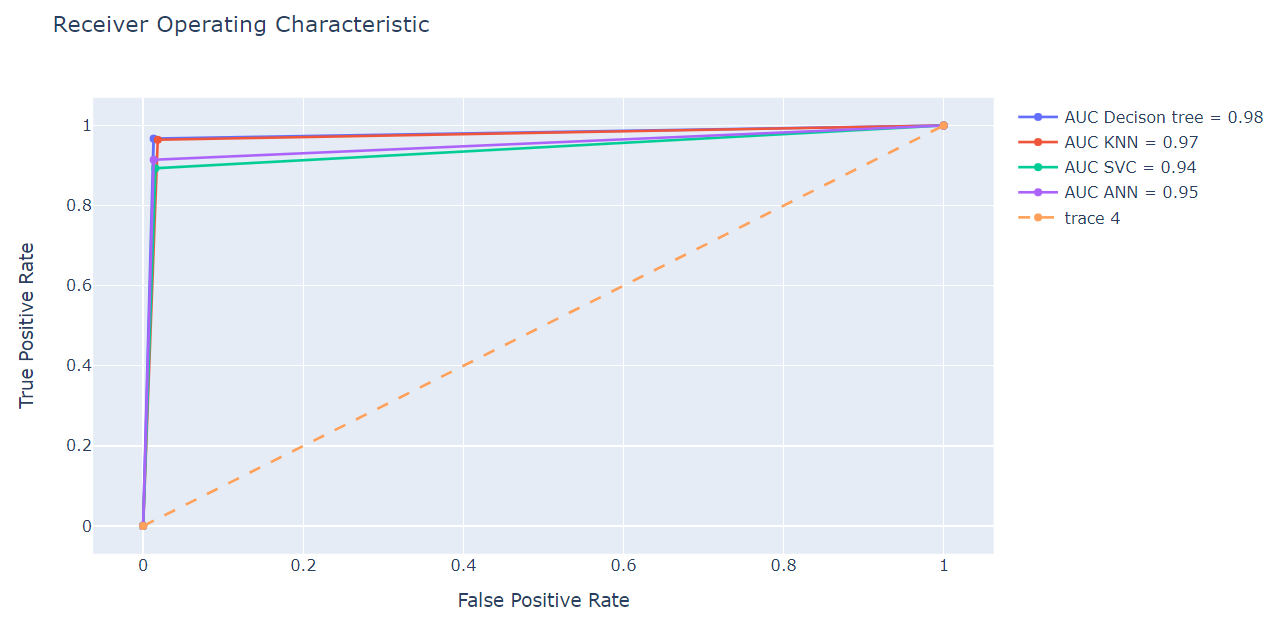 Receiver Operating Characteristic
AUC Decison tree = 0.98
AUC KNN = 0.97
AUC SVC = 0.94
AUC ANN = 0.95
trace 4
True Positive Rate
1
0.8
0.6
0.4
0.2
0
0 0.2 0.4 0.6 0.8 1
False Positive Rate